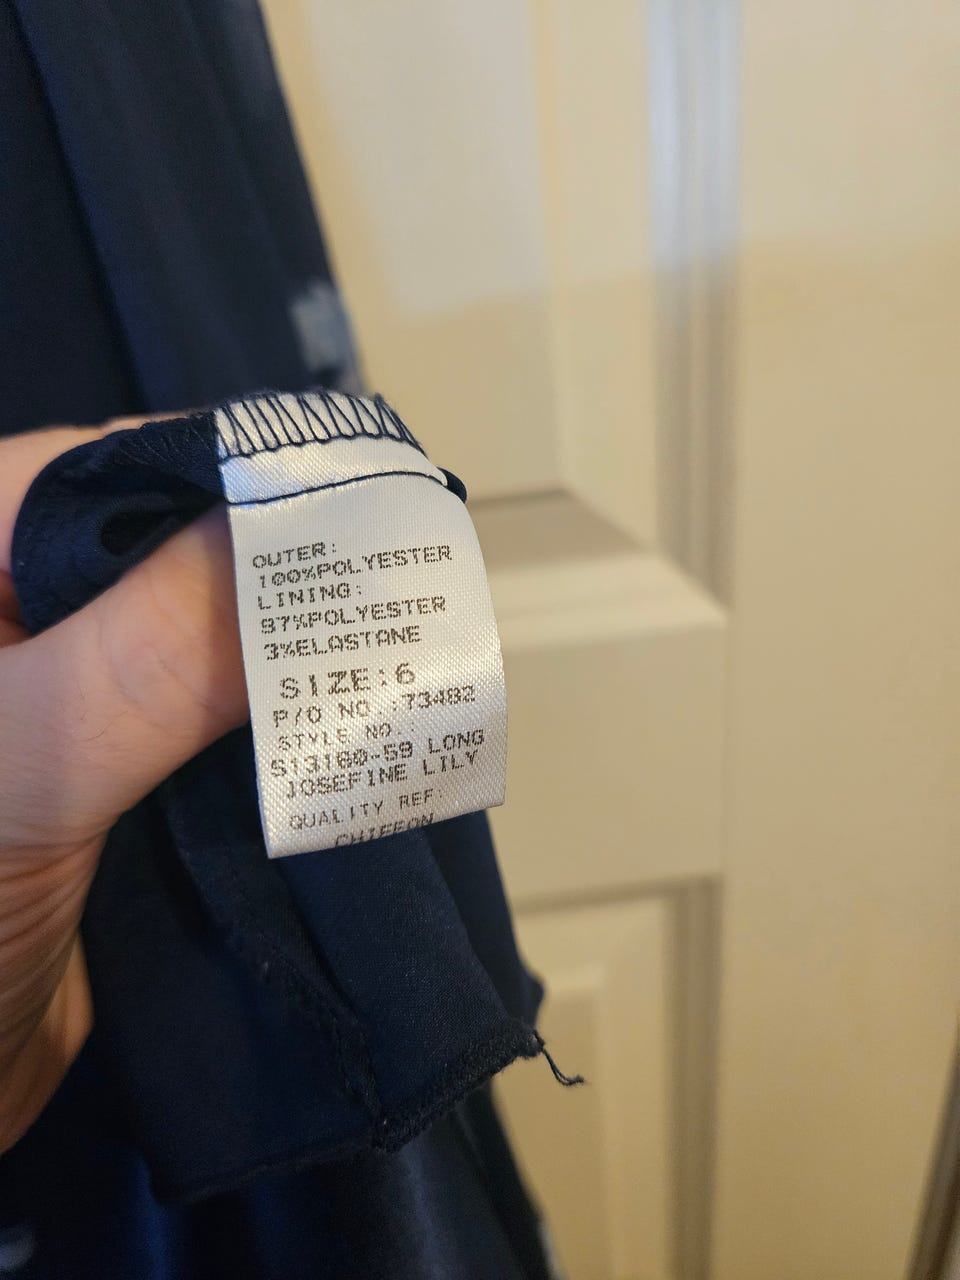 OUTER:
100%POLYESTER
LINING:
97%POLYESTER
3%ELASTANE
SIZE:6
P/O NO.:73482
STYLE NO.:
S13160-59 LONG
JOSEFINE LILY
QUALITY REF:
CHIFFON